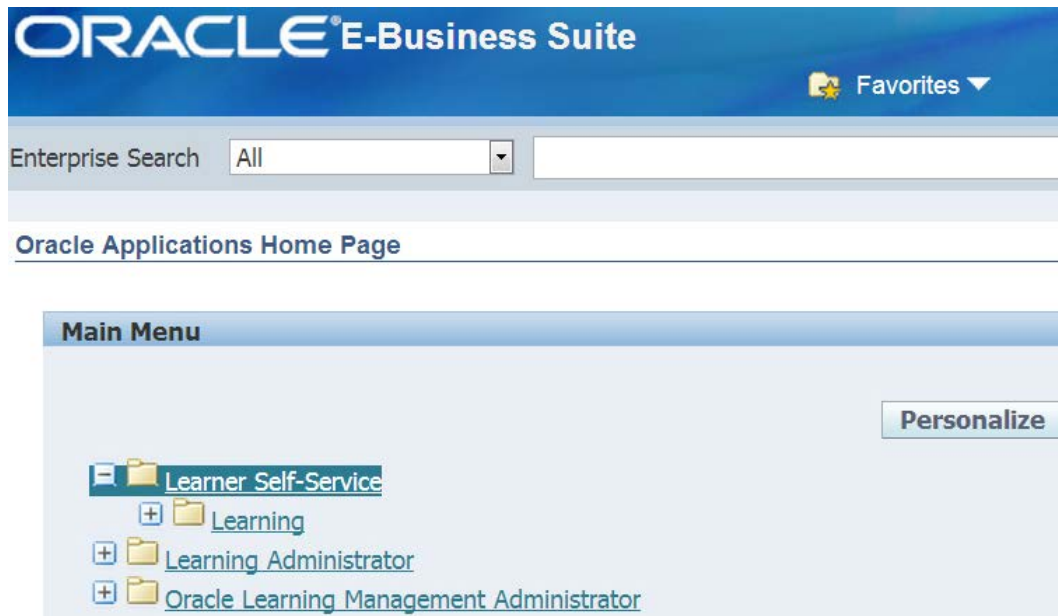 ORACLE® E-Business Suite
Favorites
Enterprise Search All
Oracle Applications Home Page
Main Menu
Personalize
Learner Self-Service
Learning
Learning Administrator
Oracle Learning Management Administrator